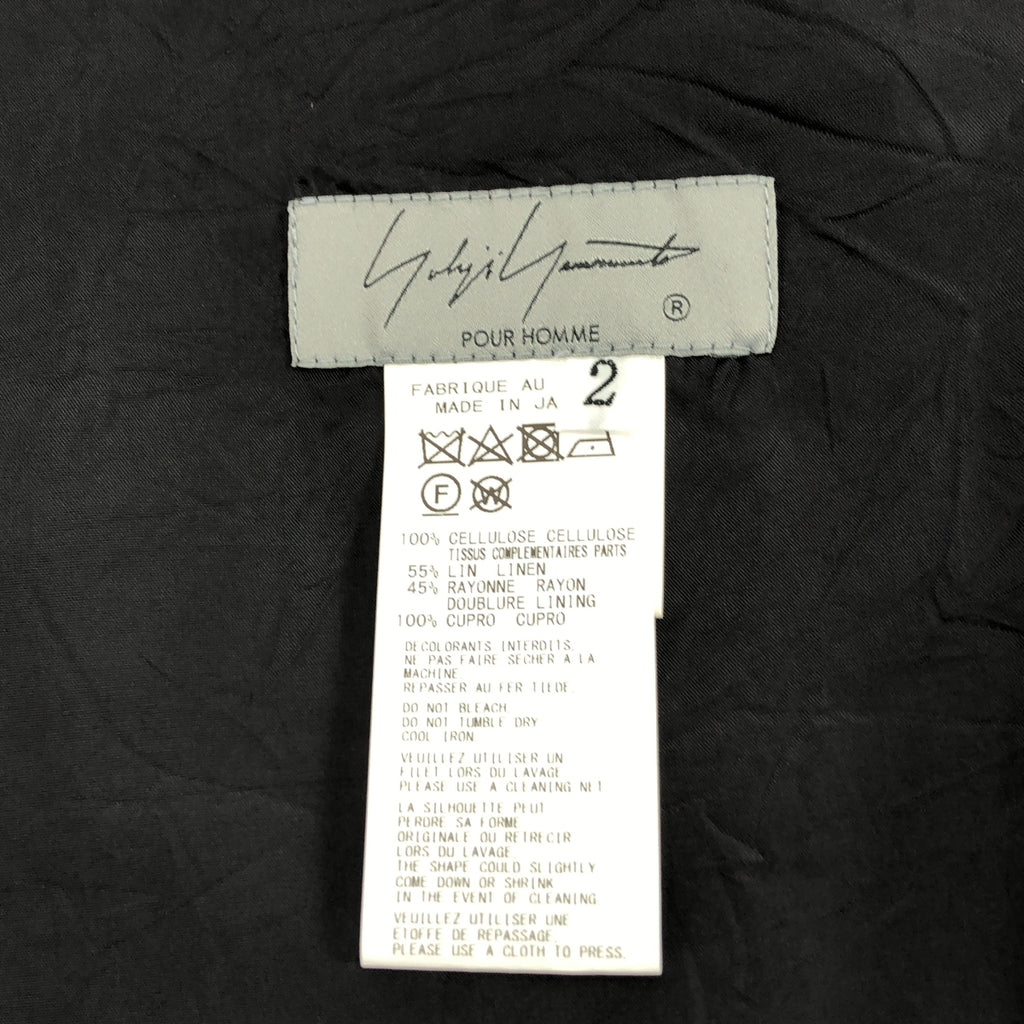 Yohji Yamamoto
®
POUR HOMME
2
FABRIQUE AU
MADE IN JA
F
W
100% CELLULOSE CELLULOSE
TISSUS COMPLEMENTAIRES PARTS
55% LIN LINEN
45% RAYONNE RAYON
DOUBLURE LINING
100% CUPRO CUPRO
DECOLORANTS INTERDITS.
NE PAS FAIRE SECHER A LA
MACHINE.
REPASSER AU FER TIEDE.
DO NOT BLEACH
DO NOT TUMBLE DRY
COOL IRON
VEUILLEZ UTILISER UN
FILET LORS DU LAVAGE
PLEASE USE A CLEANING NET
LA SILHOUETTE PEUT
PERDRE SA FORME
ORIGINALE OU RETRECIR
LORS DU LAVAGE
THE SHAPE COULD SLIGHTLY
COME DOWN OR SHRINK
IN THE EVENT OF CLEANING
VEUILLEZ UTILISER UNE
ETOFFE DE REPASSAGE.
PLEASE USE A CLOTH TO PRESS.